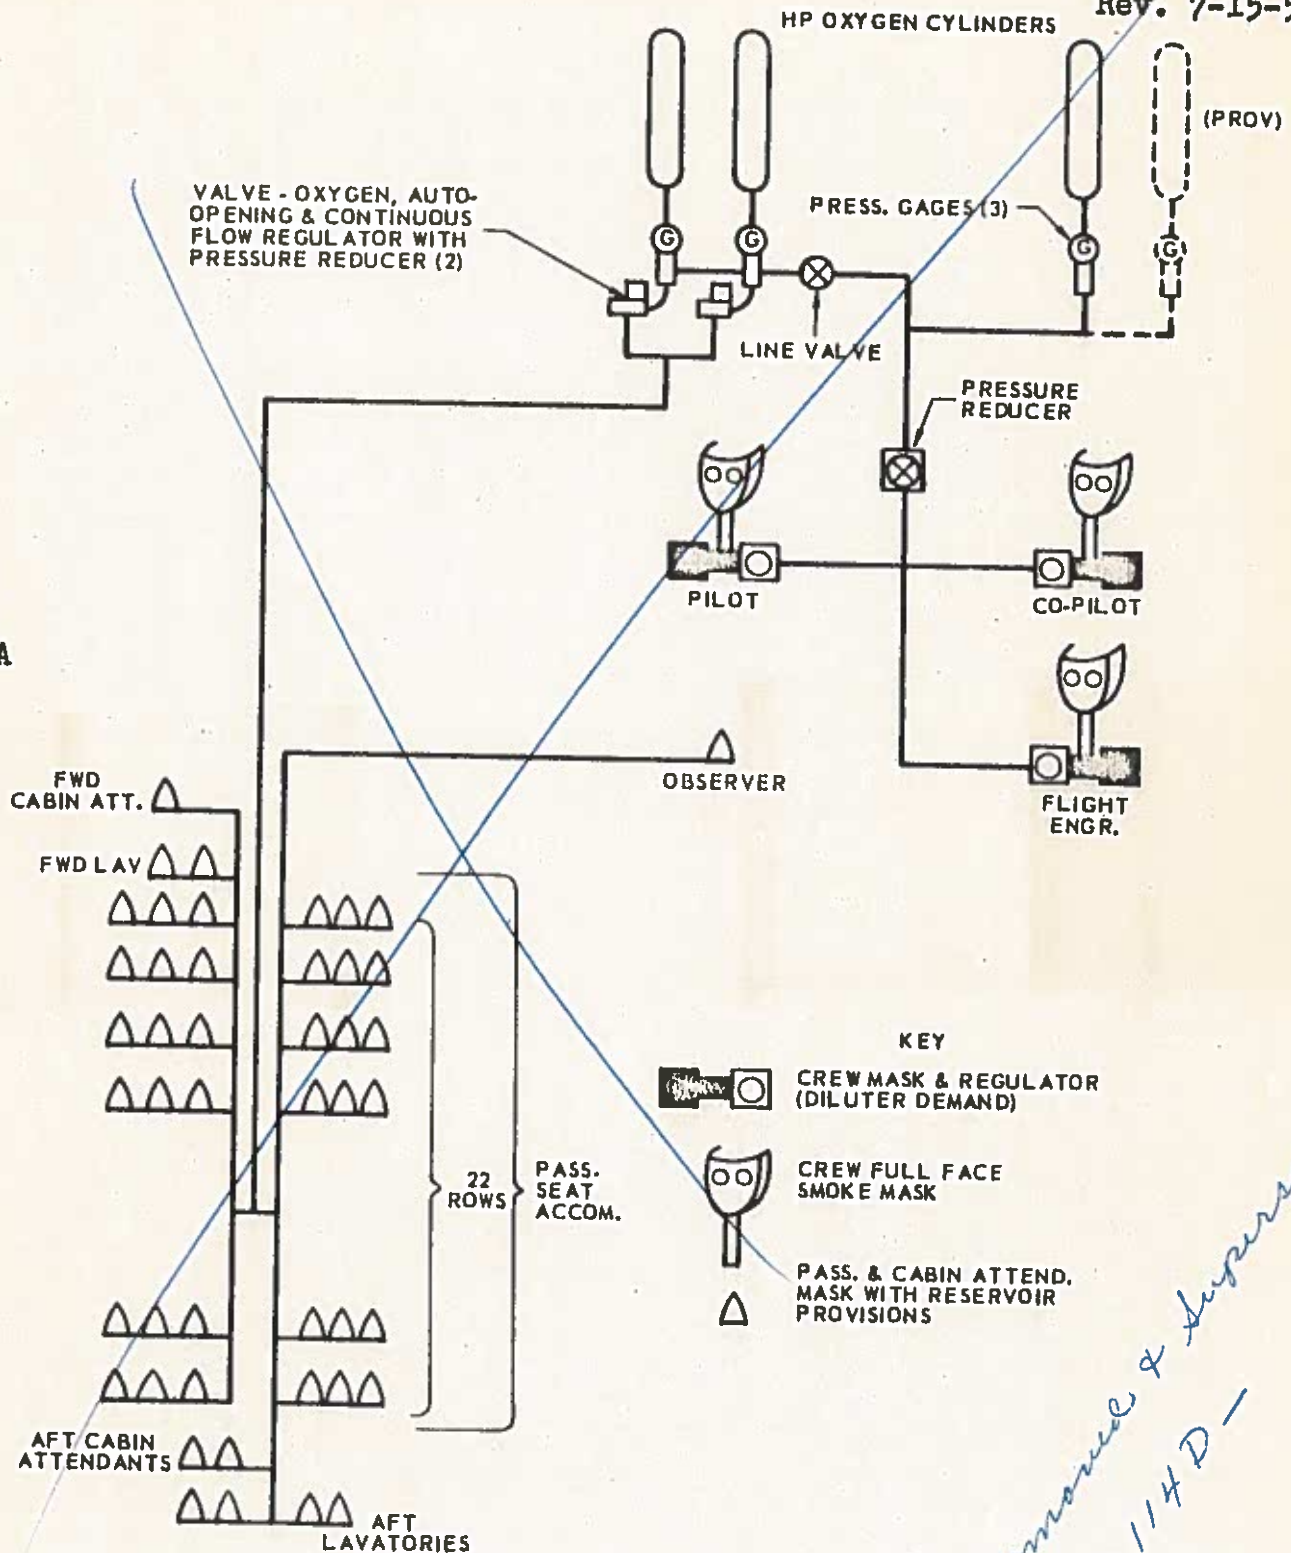 Rev. 7-15-5
HP OXYGEN CYLINDERS
(PROV)
VALVE - OXYGEN, AUTO-
OPENING & CONTINUOUS
FLOW REGULATOR WITH
PRESSURE REDUCER (2)
PRESS. GAGES (3)
G
G
G
G
LINE VALVE
PRESSURE
REDUCER
PILOT
CO-PILOT
A
OBSERVER
FLIGHT
ENGR.
FWD
CABIN ATT.
FWD LAV
22
ROWS
PASS.
SEAT
ACCOM.
KEY
CREW MASK & REGULATOR
(DILUTER DEMAND)
CREW FULL FACE
SMOKE MASK
PASS. & CABIN ATTEND.
MASK WITH RESERVOIR
PROVISIONS
AFT CABIN
ATTENDANTS
AFT
LAVATORIES
& Supers
114D -